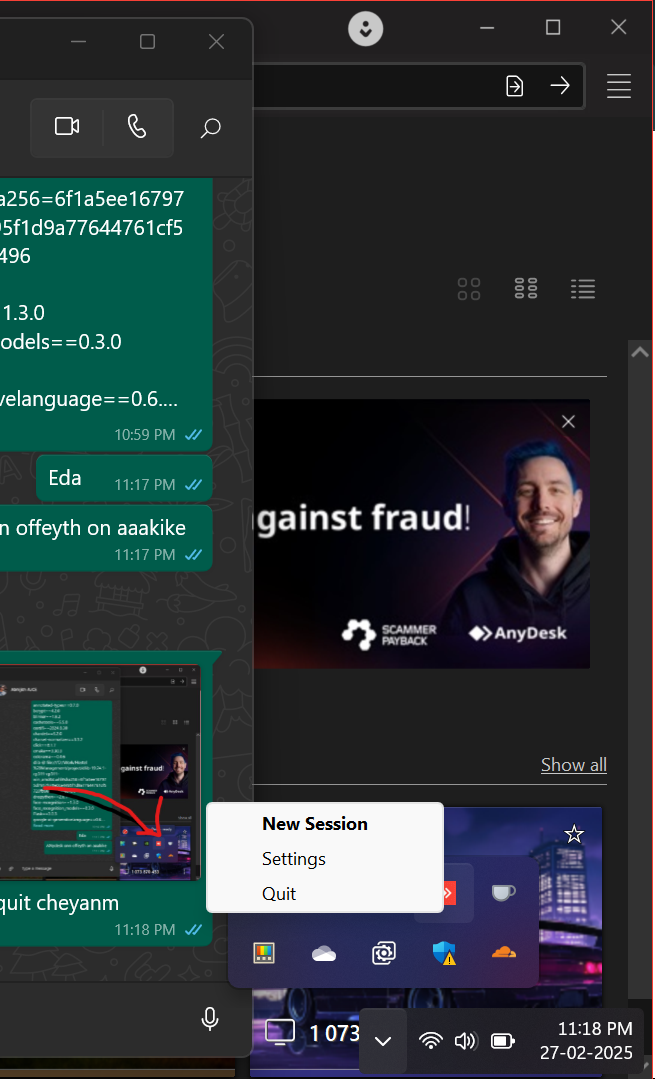 a256=6f1a5ee16797
95f1d9a77644761cf5
496
1.3.0
odels==0.3.0
velanguage==0.6....
10:59 PM
Eda
11:17 PM
n offeyth on aaakike
11:17 PM
gainst fraud!
SCAMMER
PAYBACK
AnyDesk
Show all
New Session
Settings
Quit
quit cheyanm
11:18 PM
1 073
11:18 PM
27-02-2025